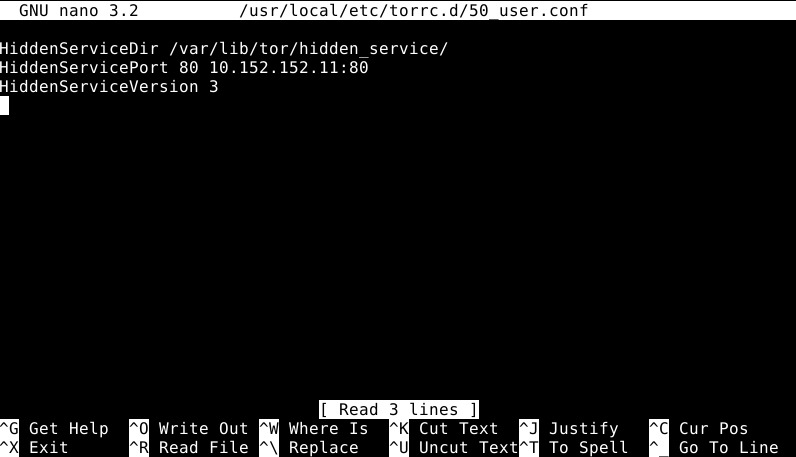 GNU nano 3.2 /usr/local/etc/torrc.d/50_user.conf
HiddenServiceDir /var/lib/tor/hidden_service/
HiddenServicePort 80 10.152.152.11:80
HiddenServiceVersion 3
[ Read 3 lines ]
^G Get Help ^O Write Out ^W Where Is ^K Cut Text ^J Justify ^C Cur Pos
^X Exit ^R Read File ^\ Replace ^U Uncut Text ^T To Spell ^_ Go To Line